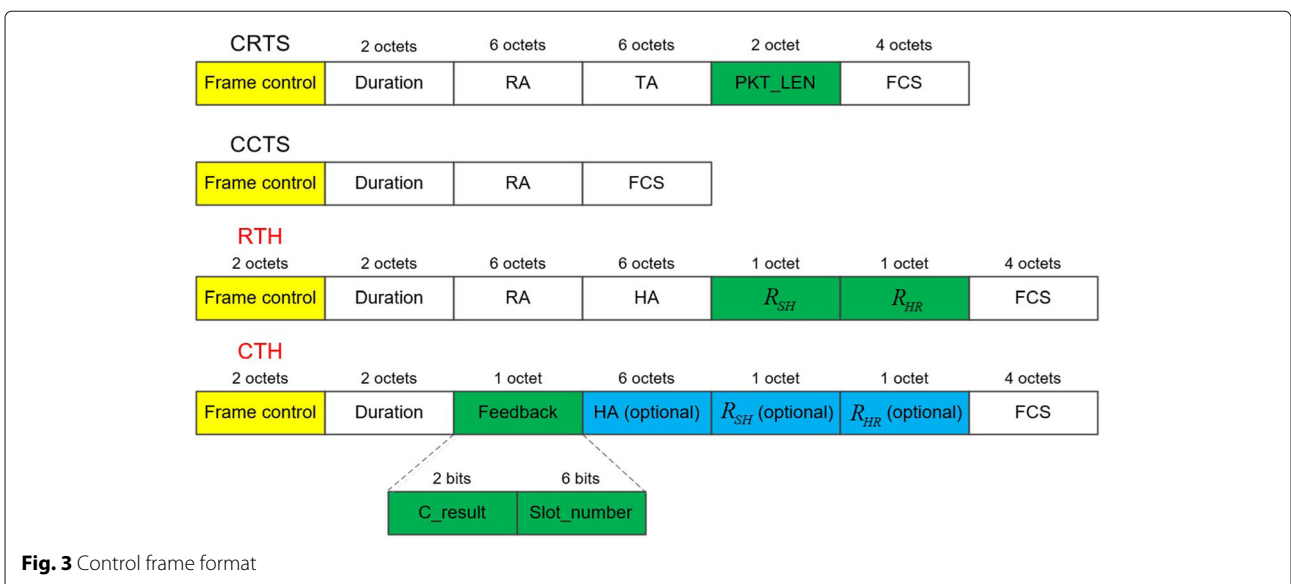 CRTS 2 octets 6 octets 6 octets 2 octet 4 octets
Frame control Duration RA TA PKT_LEN FCS
CCTS
Frame control Duration RA FCS
RTH
2 octets 2 octets 6 octets 6 octets 1 octet 1 octet 4 octets
Frame control Duration RA HA R_SH R_HR FCS
CTH
2 octets 2 octets 1 octet 6 octets 1 octet 1 octet 4 octets
Frame control Duration Feedback HA (optional) R_SH (optional) R_HR (optional) FCS
2 bits 6 bits
C_result Slot_number
Fig. 3 Control frame format